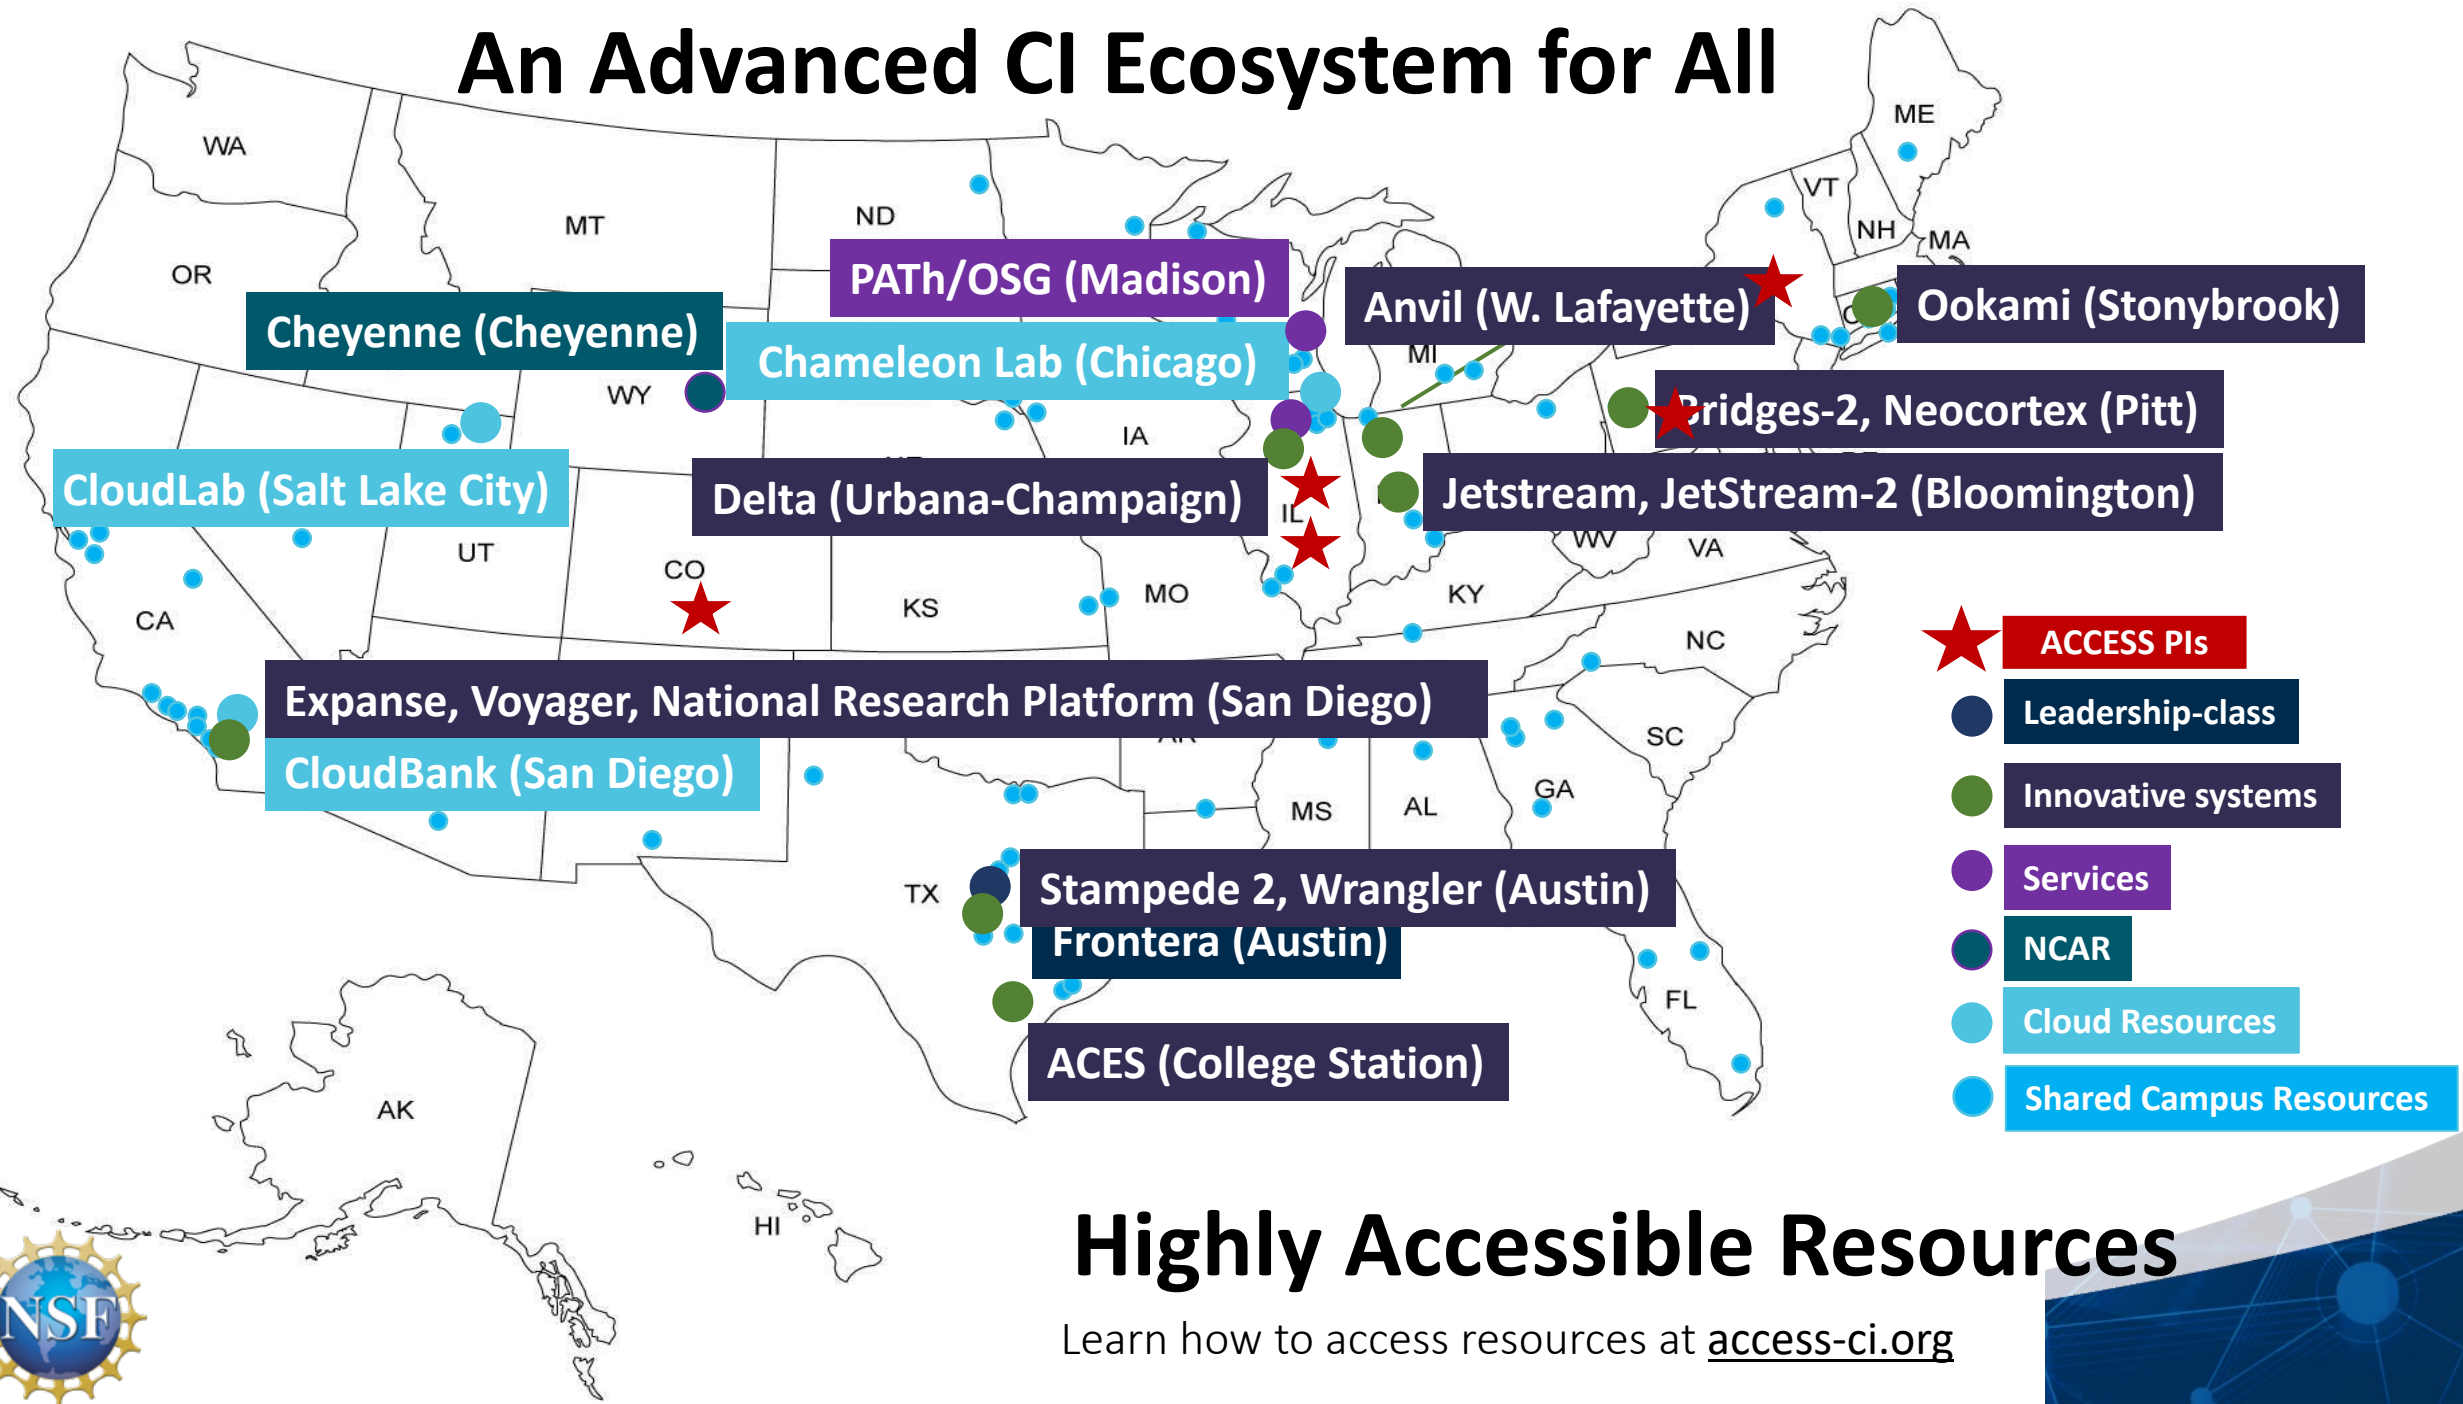 An Advanced CI Ecosystem for All
ME
WA
VT
MT
ND
NH
MA
OR
PATh/OSG (Madison)
Anvil (W. Lafayette)
Ookami (Stonybrook)
Cheyenne (Cheyenne)
Chameleon Lab (Chicago)
MI
WY
Bridges-2, Neocortex (Pitt)
IA
CloudLab (Salt Lake City)
Delta (Urbana-Champaign)
Jetstream, JetStream-2 (Bloomington)
IL
WV
VA
UT
CO
KS
MO
KY
CA
NC
ACCESS PIs
Expanse, Voyager, National Research Platform (San Diego)
Leadership-class
SC
CloudBank (San Diego)
GA
Innovative systems
MS
AL
TX
Stampede 2, Wrangler (Austin)
Services
Frontera (Austin)
NCAR
FL
Cloud Resources
ACES (College Station)
Shared Campus Resources
AK
HI
Highly Accessible Resources
NSF
Learn how to access resources at access-ci.org